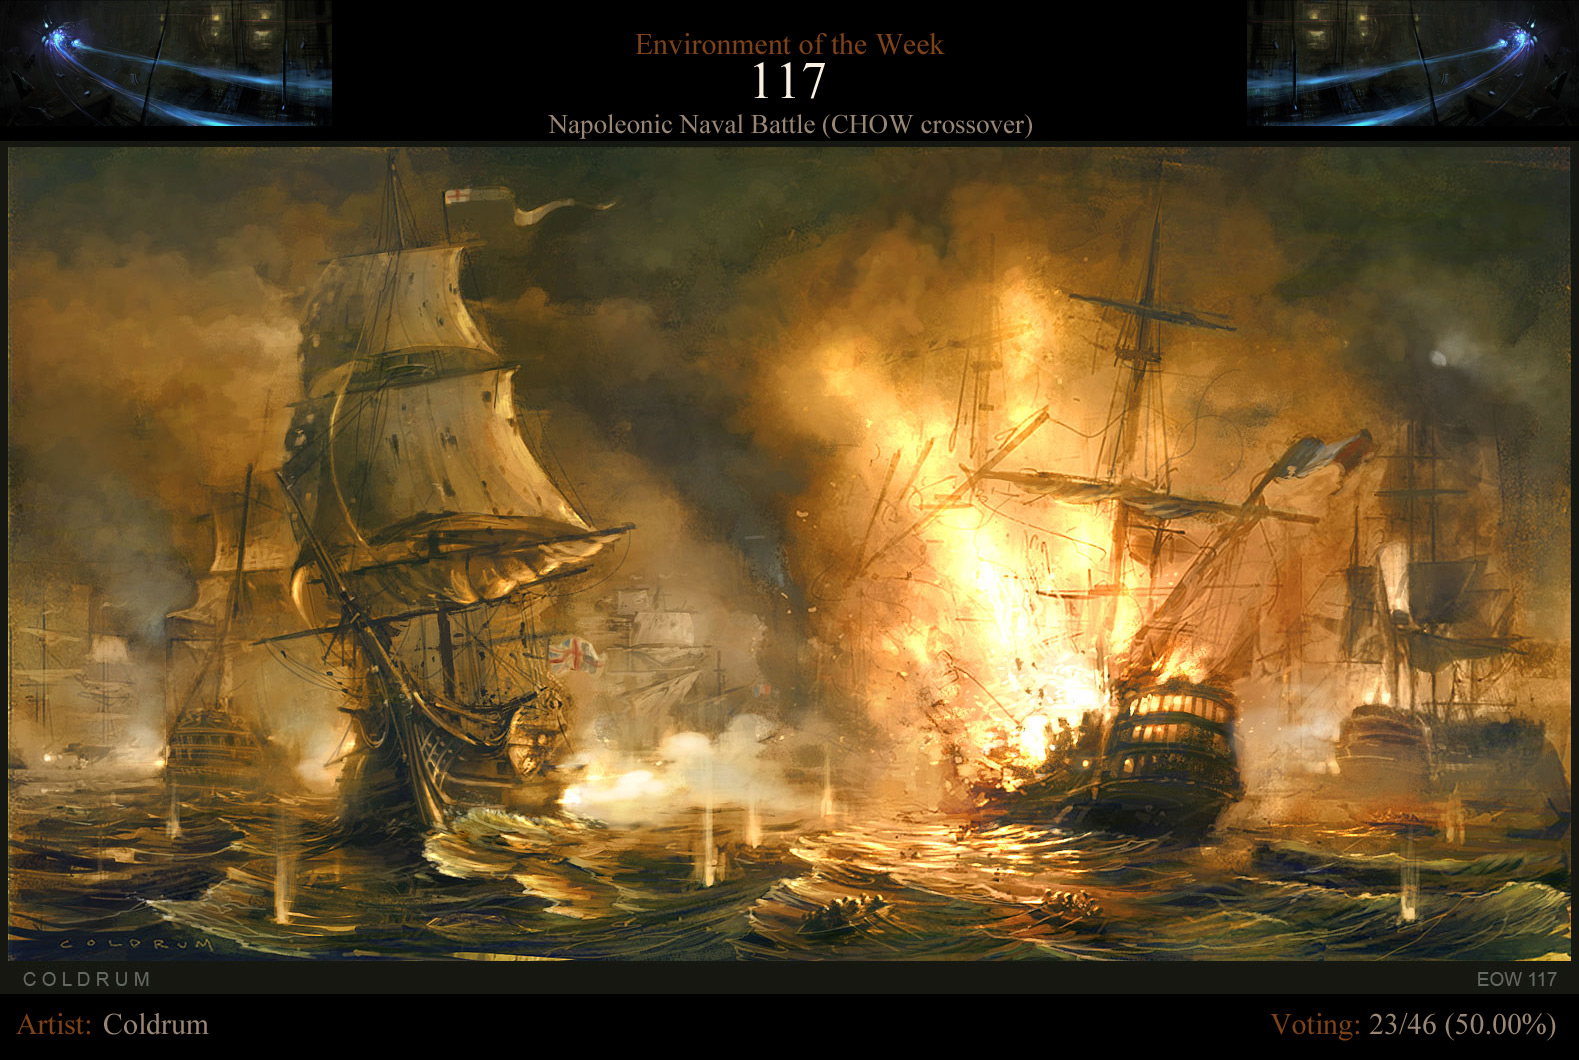 Environment of the Week
117
Napoleonic Naval Battle (CHOW crossover)
COLDRUM
COLDRUM
EOW 117
Artist: Coldrum
Voting: 23/46 (50.00%)